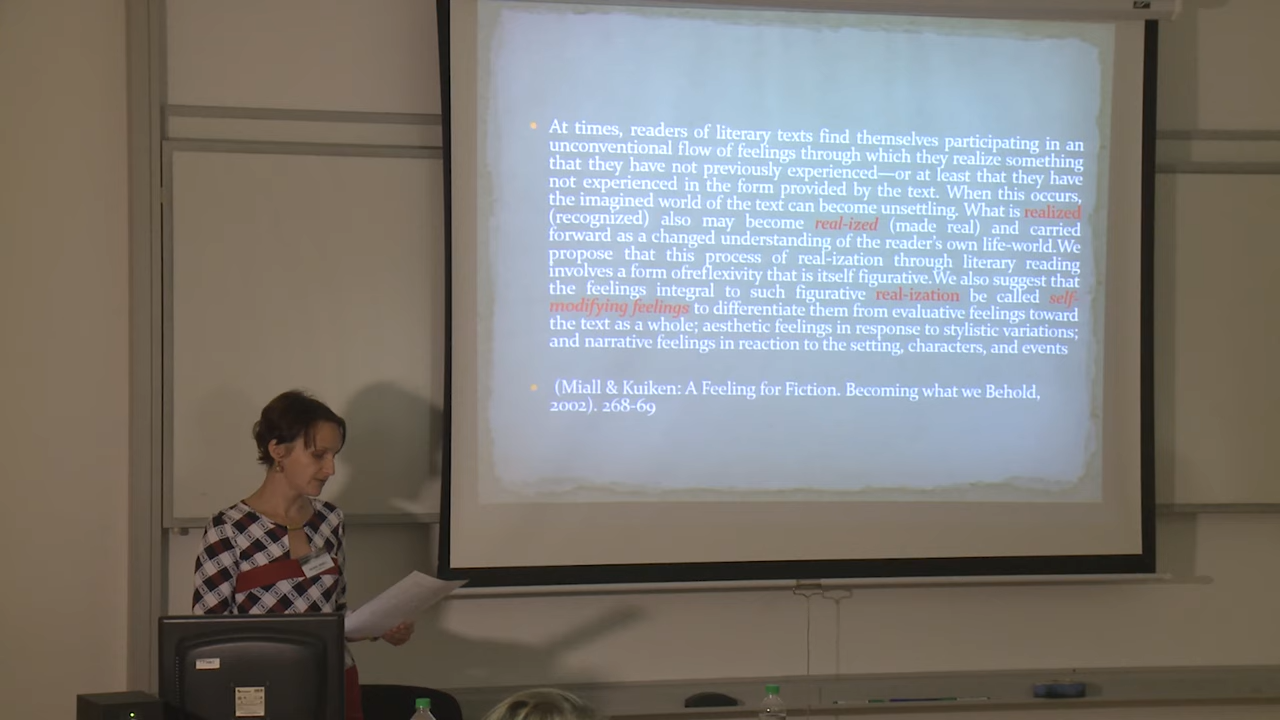 At times, readers of literary texts find themselves participating in an
unconventional flow of feelings through which they realize something
that they have not previously experienced—or at least that they have
not experienced in the form provided by the text. When this occurs,
the imagined world of the text can become unsettling. What is realized
(recognized) also may become real-ized (made real) and carried
forward as a changed understanding of the reader's own life-world.We
propose that this process of real-ization through literary reading
involves a form ofreflexivity that is itself figurative.We also suggest that
the feelings integral to such figurative real-ization be called self-
modifying feelings to differentiate them from evaluative feelings toward
the text as a whole; aesthetic feelings in response to stylistic variations;
and narrative feelings in reaction to the setting, characters, and events
(Miall & Kuiken: A Feeling for Fiction. Becoming what we Behold,
2002). 268-69